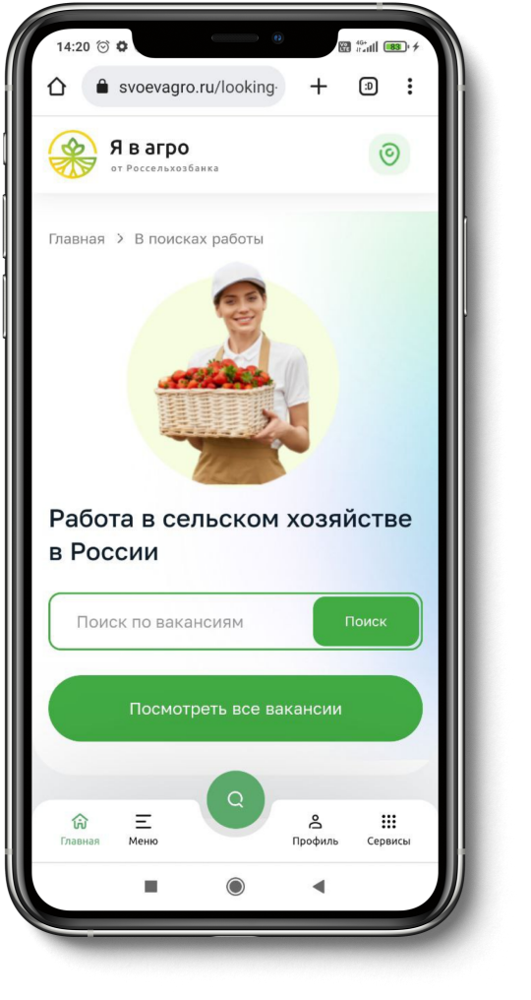 14:20
4G+
83
svoevagro.ru/looking-
:D
Я в агро
от Россельхозбанка
Главная > В поисках работы
Работа в сельском хозяйстве
в России
Поиск по вакансиям
Поиск
Посмотреть все вакансии
Главная
Меню
Профиль
Сервисы